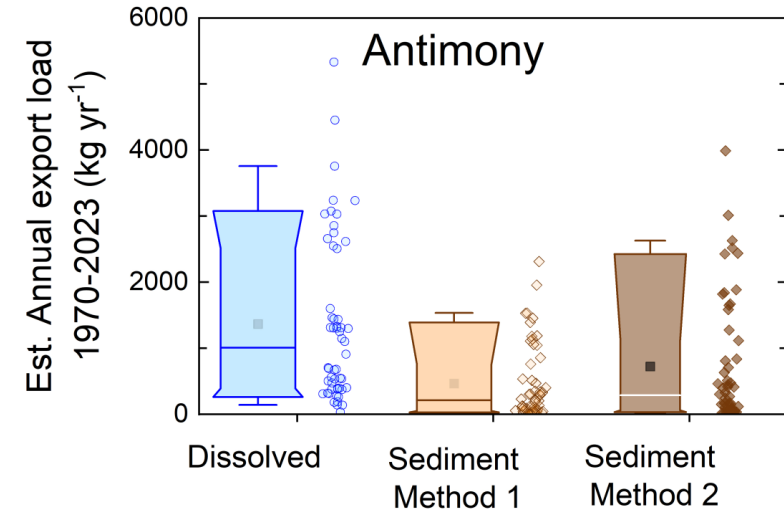 Antimony
Est. Annual export load
1970-2023 (kg yr⁻¹)
6000
4000
2000
0
Dissolved
Sediment
Method 1
Sediment
Method 2